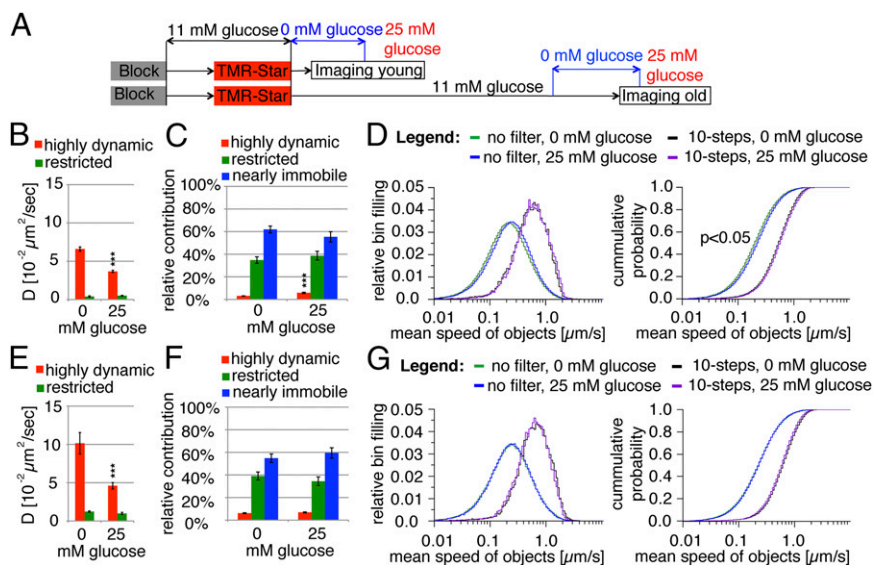 A
11 mM glucose
0 mM glucose
25 mM
glucose
Block
TMR-Star
Imaging young
Block
TMR-Star
11 mM glucose
0 mM glucose
25 mM
glucose
Imaging old
B
highly dynamic
restricted
D [10⁻² µm²/sec]
15
10
5
0
***
0
25
mM glucose
C
highly dynamic
restricted
nearly immobile
relative contribution
100%
80%
60%
40%
20%
0%
***
0
25
mM glucose
D
Legend:
no filter, 0 mM glucose
10-steps, 0 mM glucose
no filter, 25 mM glucose
10-steps, 25 mM glucose
relative bin filling
0.05
0.04
0.03
0.02
0.01
0.00
0.01
0.1
1.0
mean speed of objects [µm/s]
cummulative
probability
1.0
0.8
0.6
0.4
0.2
0.0
p<0.05
0.01
0.1
1.0
mean speed of objects [µm/s]
E
highly dynamic
restricted
D [10⁻² µm²/sec]
15
10
5
0
***
0
25
mM glucose
F
highly dynamic
restricted
nearly immobile
relative contribution
100%
80%
60%
40%
20%
0%
0
25
mM glucose
G
Legend:
no filter, 0 mM glucose
10-steps, 0 mM glucose
no filter, 25 mM glucose
10-steps, 25 mM glucose
relative bin filling
0.05
0.04
0.03
0.02
0.01
0.00
0.01
0.1
1.0
mean speed of objects [µm/s]
cummulative
probability
1.0
0.8
0.6
0.4
0.2
0.0
0.01
0.1
1.0
mean speed of objects [µm/s]